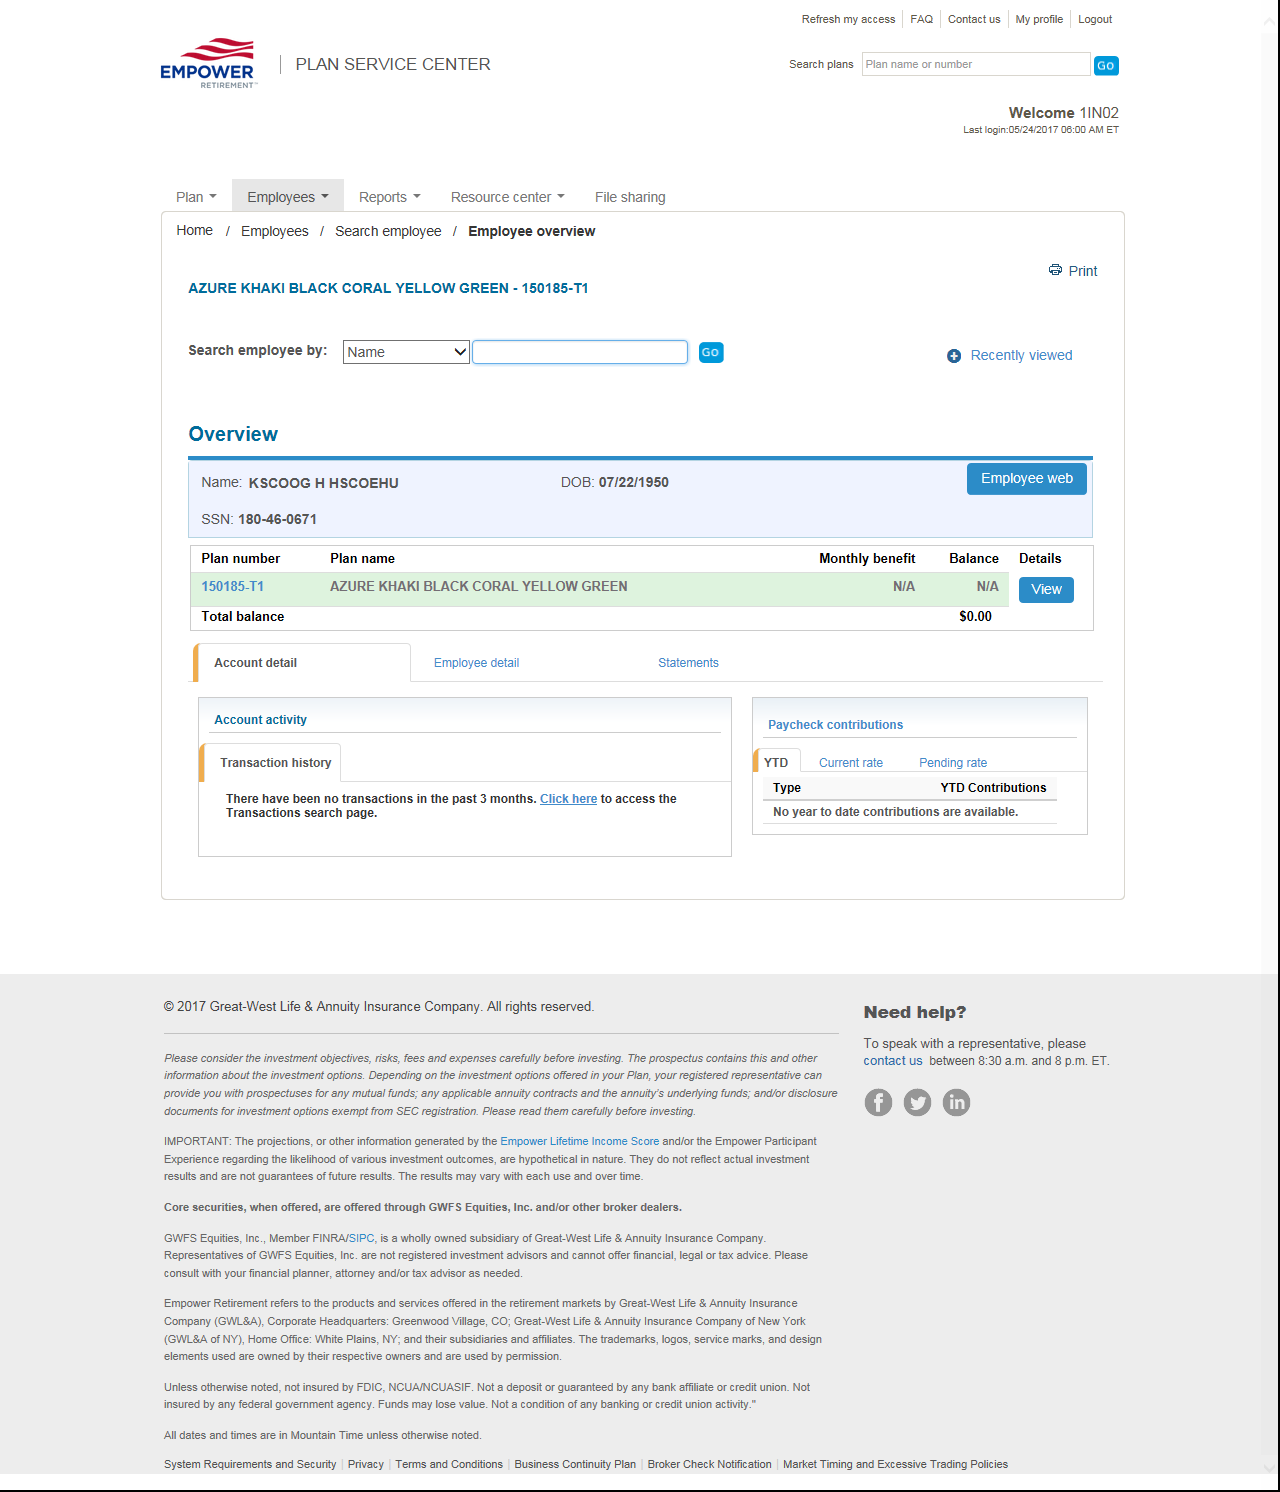 Refresh my access FAQ Contact us My profile Logout
EMPOWER
RETIREMENT™
PLAN SERVICE CENTER
Search plans Plan name or number Go
Welcome 1IN02
Last login:05/24/2017 06:00 AM ET
Plan Employees Reports Resource center File sharing
Home / Employees / Search employee / Employee overview
Print
AZURE KHAKI BLACK CORAL YELLOW GREEN - 150185-T1
Search employee by: Name Go
Recently viewed
Overview
Name: KSCOOG H HSCOEHU DOB: 07/22/1950 Employee web
SSN: 180-46-0671
Plan number Plan name Monthly benefit Balance Details
150185-T1 AZURE KHAKI BLACK CORAL YELLOW GREEN N/A N/A View
Total balance $0.00
Account detail Employee detail Statements
Account activity
Transaction history
There have been no transactions in the past 3 months. Click here to access the
Transactions search page.
Paycheck contributions
YTD Current rate Pending rate
Type YTD Contributions
No year to date contributions are available.
© 2017 Great-West Life & Annuity Insurance Company. All rights reserved.
Please consider the investment objectives, risks, fees and expenses carefully before investing. The prospectus contains this and other
information about the investment options. Depending on the investment options offered in your Plan, your registered representative can
provide you with prospectuses for any mutual funds; any applicable annuity contracts and the annuity's underlying funds; and/or disclosure
documents for investment options exempt from SEC registration. Please read them carefully before investing.
IMPORTANT: The projections, or other information generated by the Empower Lifetime Income Score and/or the Empower Participant
Experience regarding the likelihood of various investment outcomes, are hypothetical in nature. They do not reflect actual investment
results and are not guarantees of future results. The results may vary with each use and over time.
Core securities, when offered, are offered through GWFS Equities, Inc. and/or other broker dealers.
GWFS Equities, Inc., Member FINRA/SIPC, is a wholly owned subsidiary of Great-West Life & Annuity Insurance Company.
Representatives of GWFS Equities, Inc. are not registered investment advisors and cannot offer financial, legal or tax advice. Please
consult with your financial planner, attorney and/or tax advisor as needed.
Empower Retirement refers to the products and services offered in the retirement markets by Great-West Life & Annuity Insurance
Company (GWL&A), Corporate Headquarters: Greenwood Village, CO; Great-West Life & Annuity Insurance Company of New York
(GWL&A of NY), Home Office: White Plains, NY; and their subsidiaries and affiliates. The trademarks, logos, service marks, and design
elements used are owned by their respective owners and are used by permission.
Unless otherwise noted, not insured by FDIC, NCUA/NCUASIF. Not a deposit or guaranteed by any bank affiliate or credit union. Not
insured by any federal government agency. Funds may lose value. Not a condition of any banking or credit union activity."
All dates and times are in Mountain Time unless otherwise noted.
System Requirements and Security | Privacy | Terms and Conditions | Business Continuity Plan | Broker Check Notification | Market Timing and Excessive Trading Policies
Need help?
To speak with a representative, please
contact us between 8:30 a.m. and 8 p.m. ET.